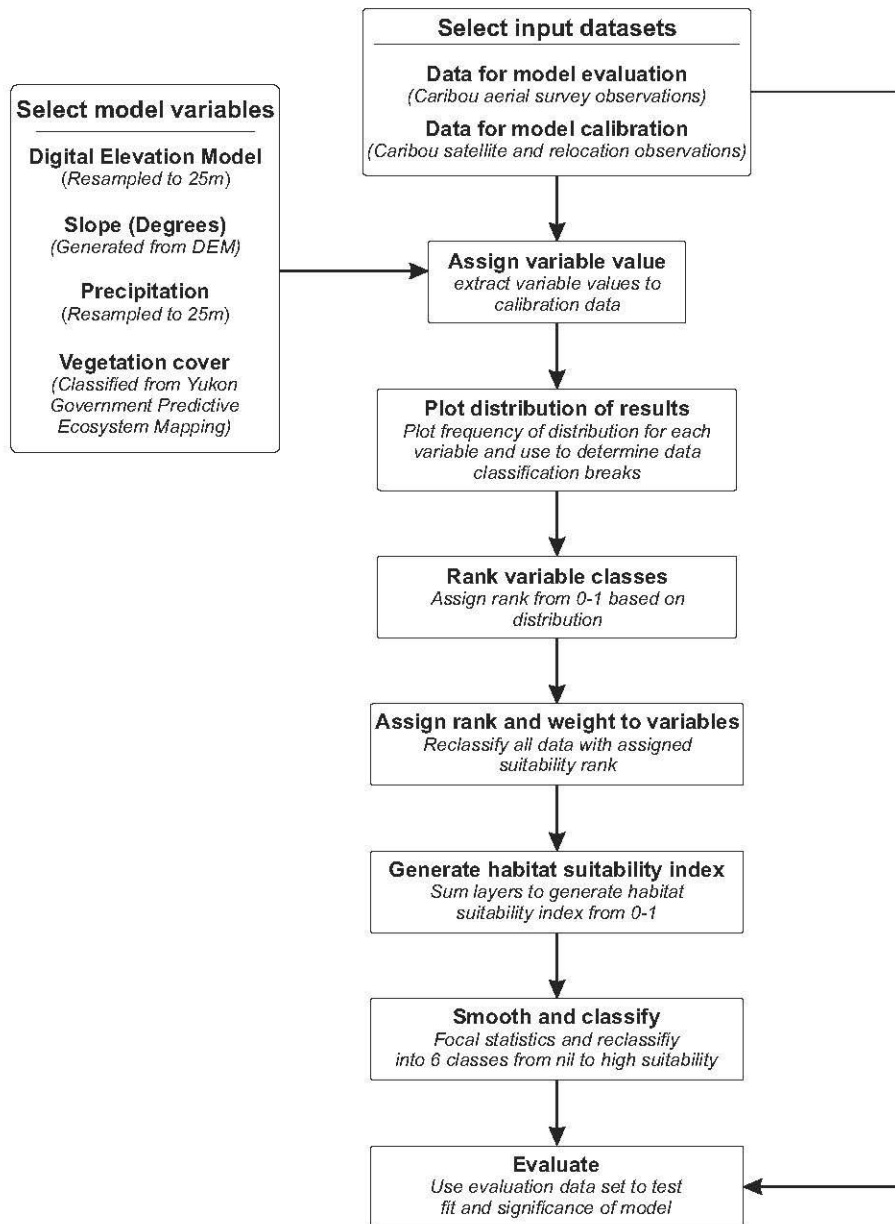 Select input datasets
Data for model evaluation
(Caribou aerial survey observations)
Data for model calibration
(Caribou satellite and relocation observations)
Select model variables
Digital Elevation Model
(Resampled to 25m)
Slope (Degrees)
(Generated from DEM)
Precipitation
(Resampled to 25m)
Vegetation cover
(Classified from Yukon
Government Predictive
Ecosystem Mapping)
Assign variable value
extract variable values to
calibration data
Plot distribution of results
Plot frequency of distribution for each
variable and use to determine data
classification breaks
Rank variable classes
Assign rank from 0-1 based on
distribution
Assign rank and weight to variables
Reclassify all data with assigned
suitability rank
Generate habitat suitability index
Sum layers to generate habitat
suitability index from 0-1
Smooth and classify
Focal statistics and reclassifiy
into 6 classes from nil to high suitability
Evaluate
Use evaluation data set to test
fit and significance of model